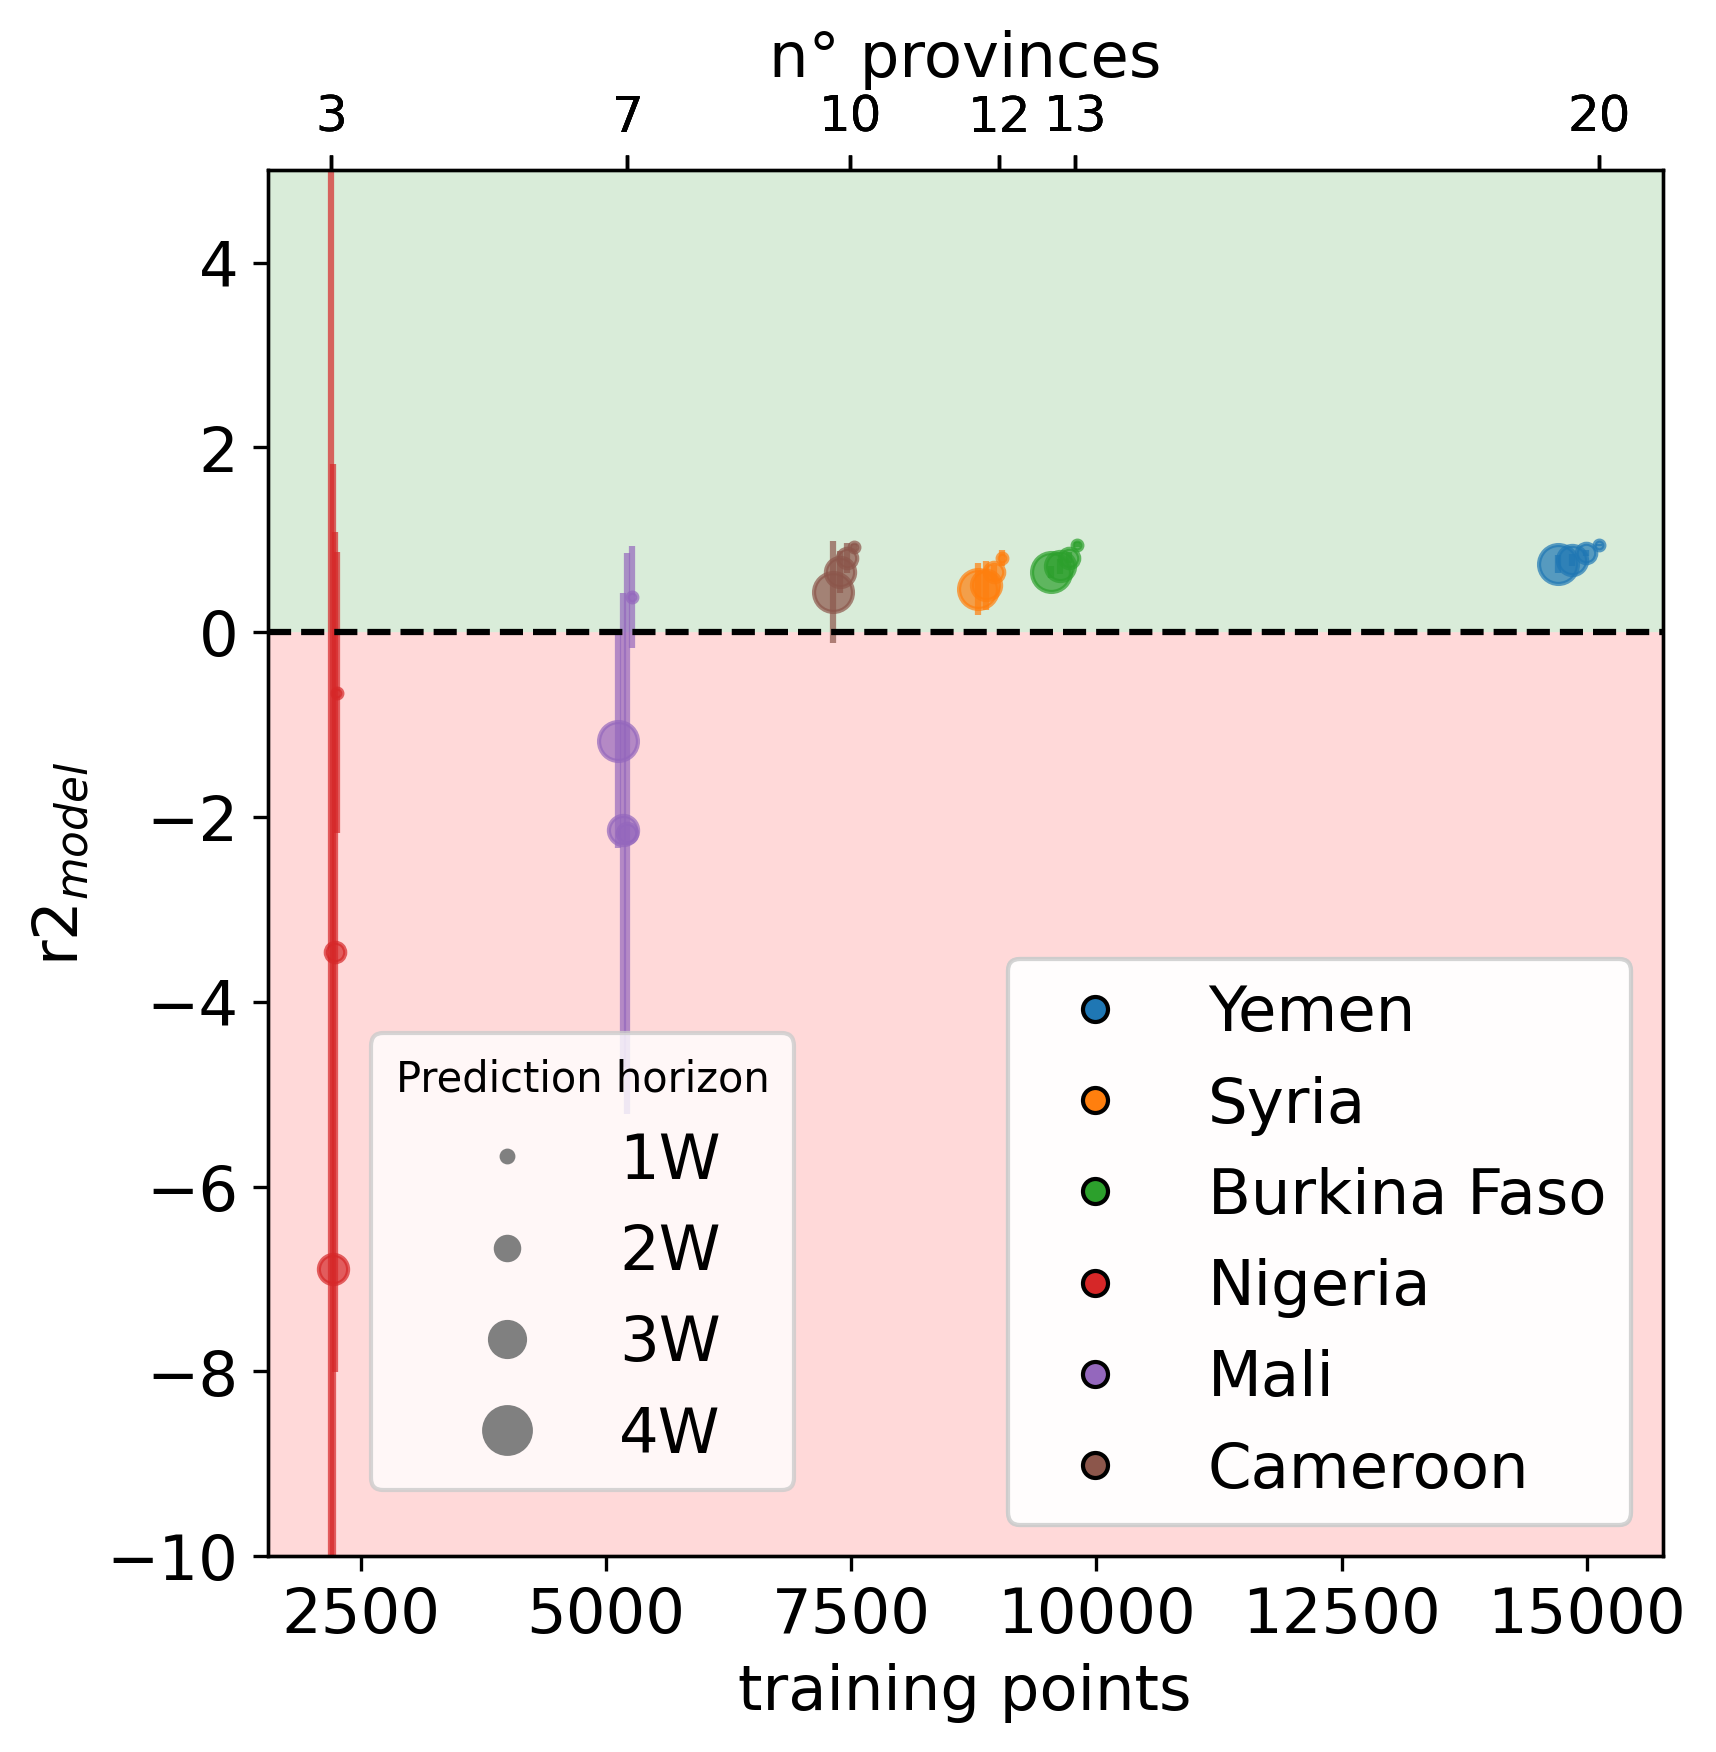 n° provinces
3 7 10 12 13 20
4
2
0
−2
−4
−6
−8
−10
r2model
Prediction horizon
1W
2W
3W
4W
Yemen
Syria
Burkina Faso
Nigeria
Mali
Cameroon
2500 5000 7500 10000 12500 15000
training points